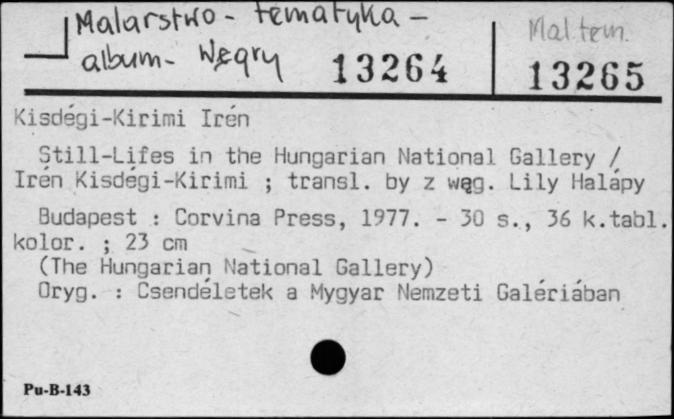 Malarstwo - tematyka -
album - Węgry 13264
Mal tem.
13265
Kisdégi-Kirimi Irén
Still-Lifes in the Hungarian National Gallery /
Irén Kisdégi-Kirimi ; transl. by z węg. Lily Halápy
Budapest : Corvina Press, 1977. - 30 s., 36 k.tabl.
kolor. ; 23 cm
(The Hungarian National Gallery)
Oryg. : Csendéletek a Mygyar Nemzeti Galériában
Pu-B-143